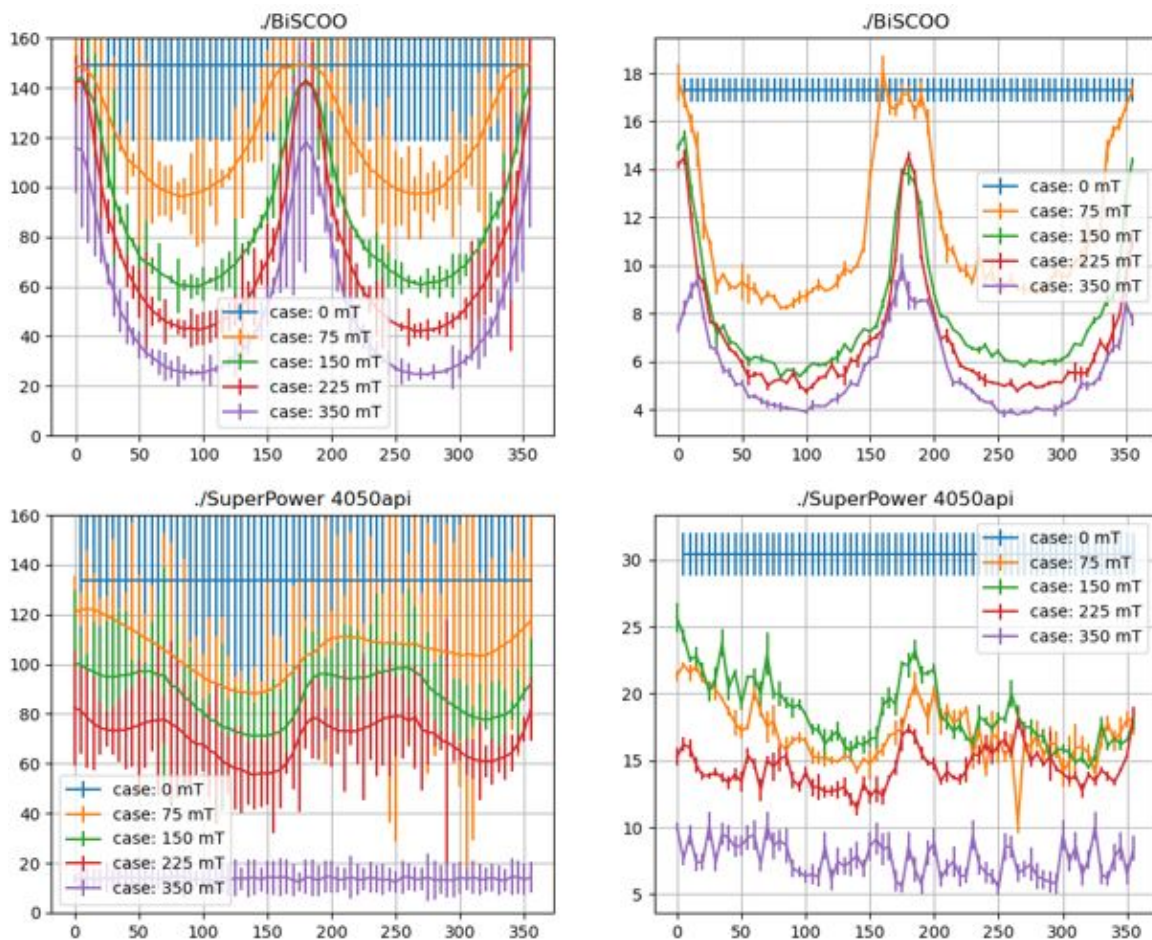 ./BiSCOO
160
140
120
100
80
60
40
20
0
0 50 100 150 200 250 300 350
case: 0 mT
case: 75 mT
case: 150 mT
case: 225 mT
case: 350 mT
./BiSCOO
18
16
14
12
10
8
6
4
0 50 100 150 200 250 300 350
case: 0 mT
case: 75 mT
case: 150 mT
case: 225 mT
case: 350 mT
./SuperPower 4050api
160
140
120
100
80
60
40
20
0
0 50 100 150 200 250 300 350
case: 0 mT
case: 75 mT
case: 150 mT
case: 225 mT
case: 350 mT
./SuperPower 4050api
30
25
20
15
10
5
0 50 100 150 200 250 300 350
case: 0 mT
case: 75 mT
case: 150 mT
case: 225 mT
case: 350 mT